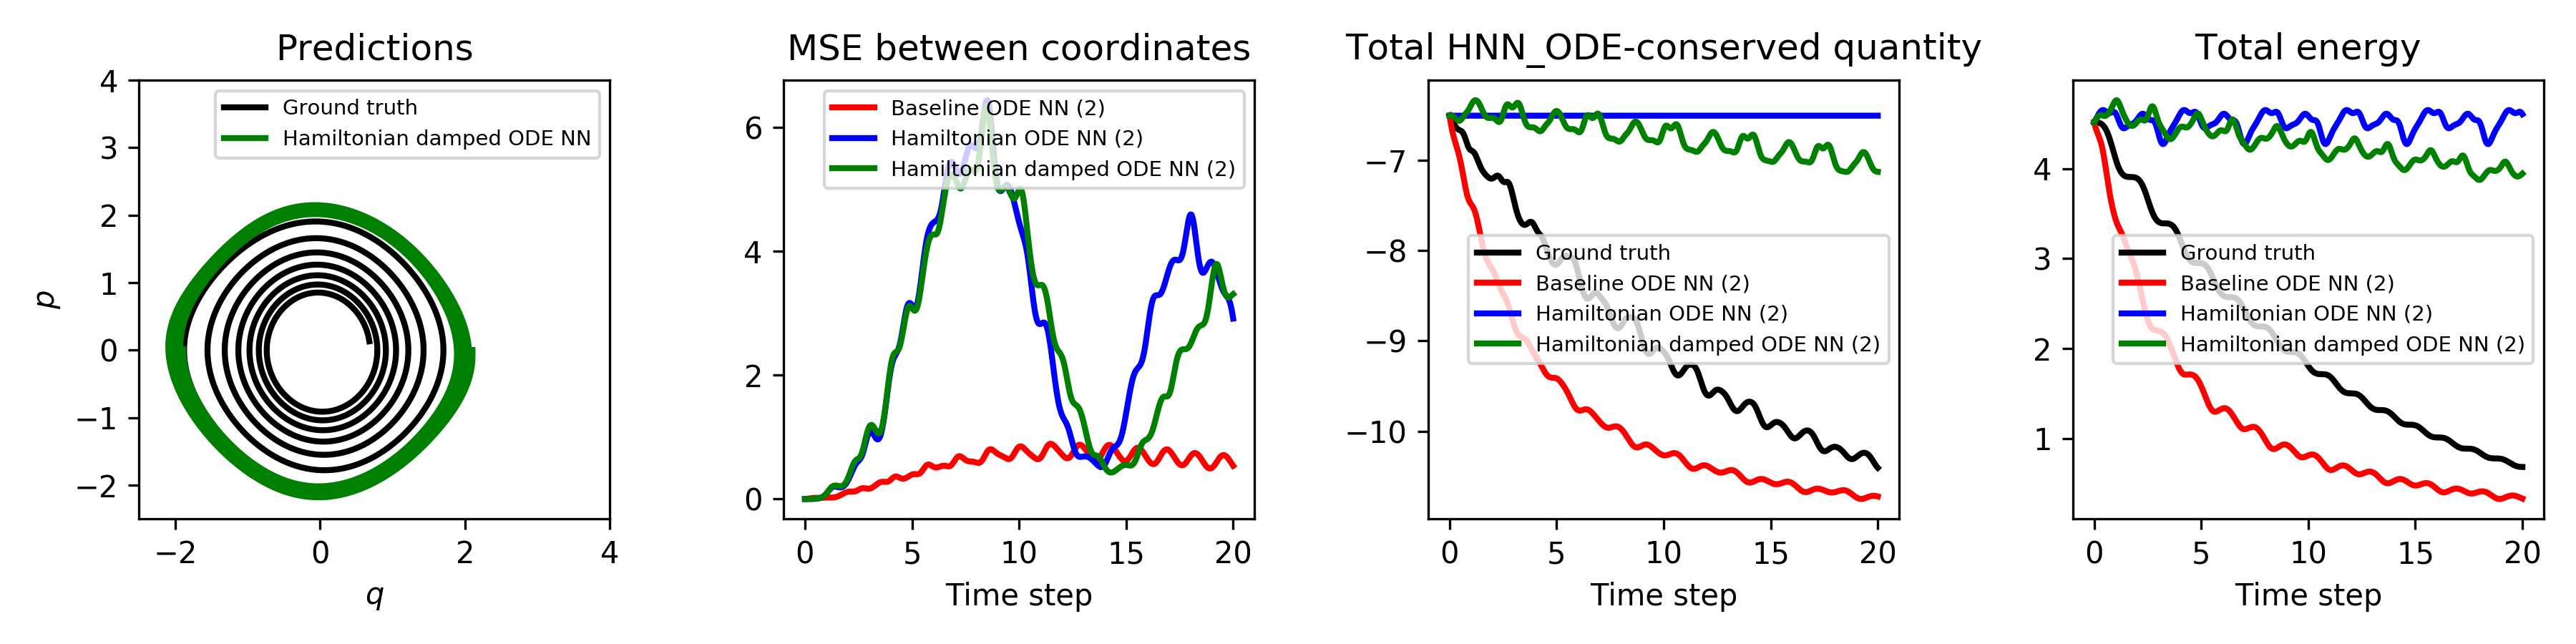 Predictions
4
3
2
1
0
−1
−2
p
−2
0
2
4
q
Ground truth
Hamiltonian damped ODE NN
MSE between coordinates
6
4
2
0
0
5
10
15
20
Time step
Baseline ODE NN (2)
Hamiltonian ODE NN (2)
Hamiltonian damped ODE NN (2)
Total HNN_ODE-conserved quantity
−7
−8
−9
−10
0
5
10
15
20
Time step
Ground truth
Baseline ODE NN (2)
Hamiltonian ODE NN (2)
Hamiltonian damped ODE NN (2)
Total energy
4
3
2
1
0
5
10
15
20
Time step
Ground truth
Baseline ODE NN (2)
Hamiltonian ODE NN (2)
Hamiltonian damped ODE NN (2)